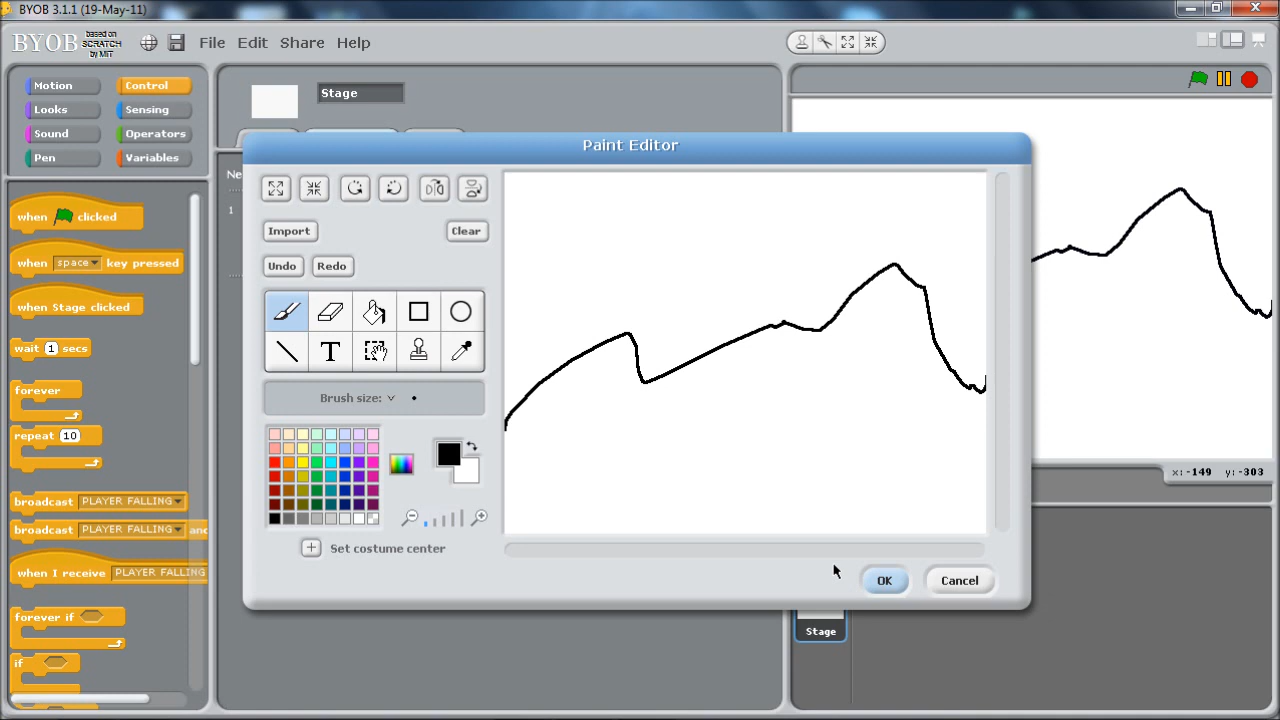 BYOB 3.1.1 (19-May-11)
BYOB based on SCRATCH by MIT
File Edit Share Help
Motion Control
Looks Sensing
Sound Operators
Pen Variables
Stage
Ne
1
when clicked
when space key pressed
when Stage clicked
wait 1 secs
forever
repeat 10
broadcast PLAYER FALLING
broadcast PLAYER FALLING and
when I receive PLAYER FALLING
forever if
if
Paint Editor
Import Clear
Undo Redo
T
Brush size:
Set costume center
OK Cancel
x: -149 y: -303
Stage